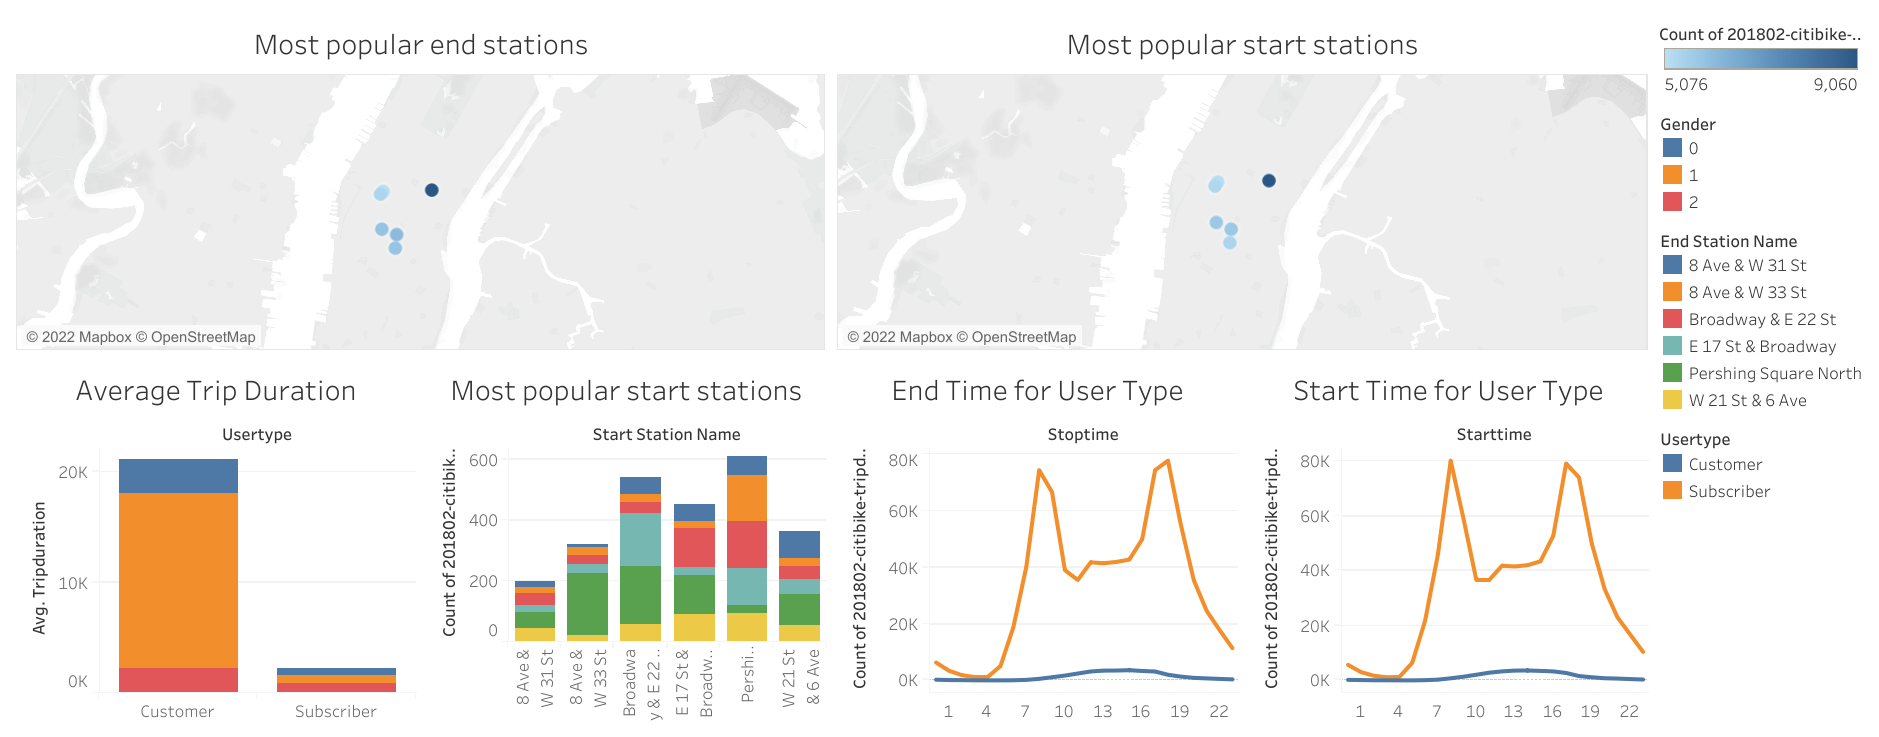 Most popular end stations
Most popular start stations
Count of 201802-citibike-..
5,076 9,060
© 2022 Mapbox © OpenStreetMap
© 2022 Mapbox © OpenStreetMap
Gender
0
1
2
End Station Name
8 Ave & W 31 St
8 Ave & W 33 St
Broadway & E 22 St
E 17 St & Broadway
Pershing Square North
W 21 St & 6 Ave
Usertype
Customer
Subscriber
Average Trip Duration
Usertype
Avg. Tripduration
20K
10K
0K
Customer Subscriber
Most popular start stations
Start Station Name
Count of 201802-citibik..
600
400
200
0
8 Ave &
W 31 St
8 Ave &
W 33 St
Broadwa
y & E 22 ..
E 17 St &
Broadw..
Pershi..
W 21 St
& 6 Ave
End Time for User Type
Stoptime
Count of 201802-citibike-tripd..
80K
60K
40K
20K
0K
1 4 7 10 13 16 19 22
Start Time for User Type
Starttime
Count of 201802-citibike-tripd..
80K
60K
40K
20K
0K
1 4 7 10 13 16 19 22